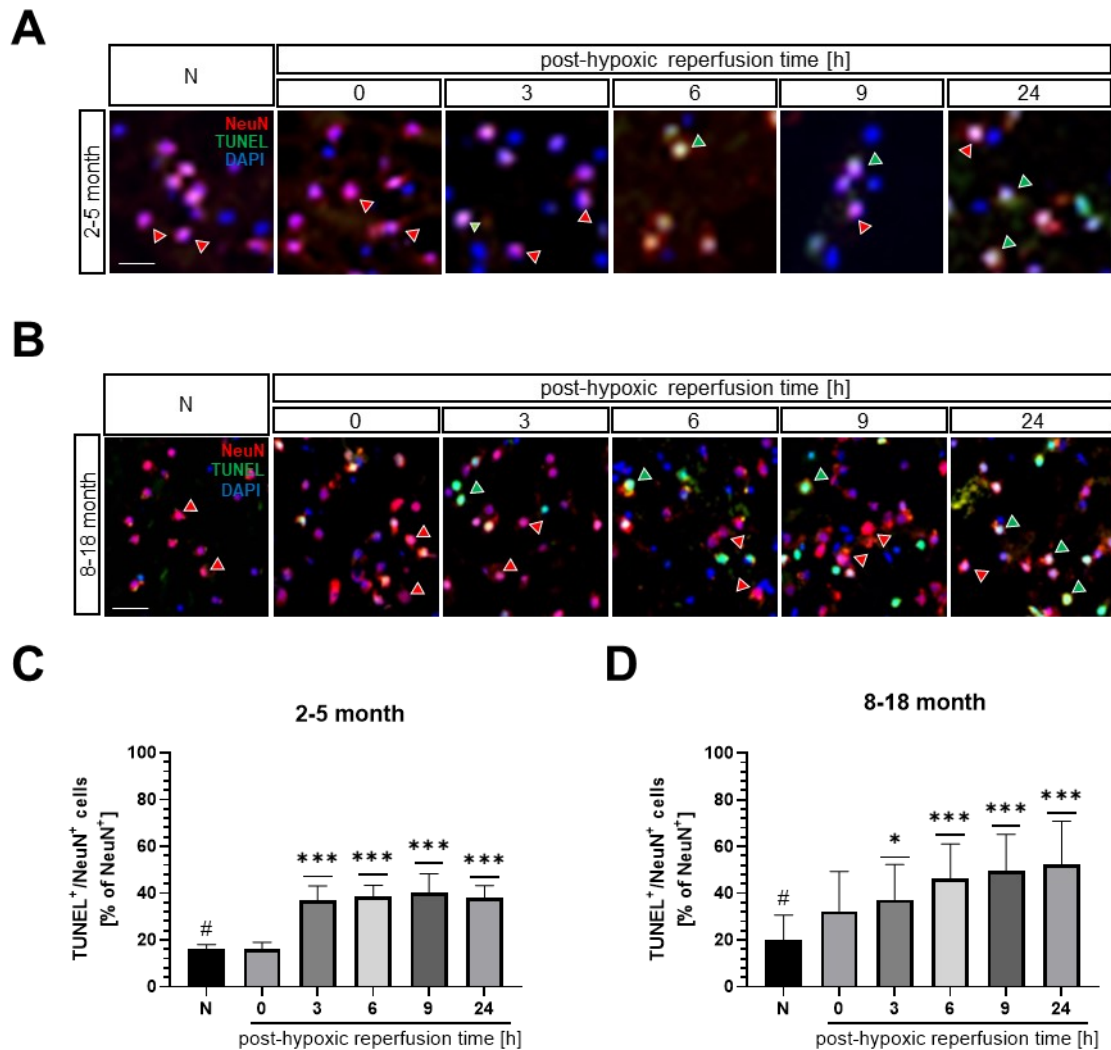 A
N
post-hypoxic reperfusion time [h]
0 3 6 9 24
2-5 month
NeuN
TUNEL
DAPI
B
N
post-hypoxic reperfusion time [h]
0 3 6 9 24
8-18 month
NeuN
TUNEL
DAPI
C
2-5 month
TUNEL⁺/NeuN⁺ cells
[% of NeuN⁺]
100
80
60
40
20
0
# *** *** *** ***
N 0 3 6 9 24
post-hypoxic reperfusion time [h]
D
8-18 month
TUNEL⁺/NeuN⁺ cells
[% of NeuN⁺]
100
80
60
40
20
0
# * *** *** ***
N 0 3 6 9 24
post-hypoxic reperfusion time [h]